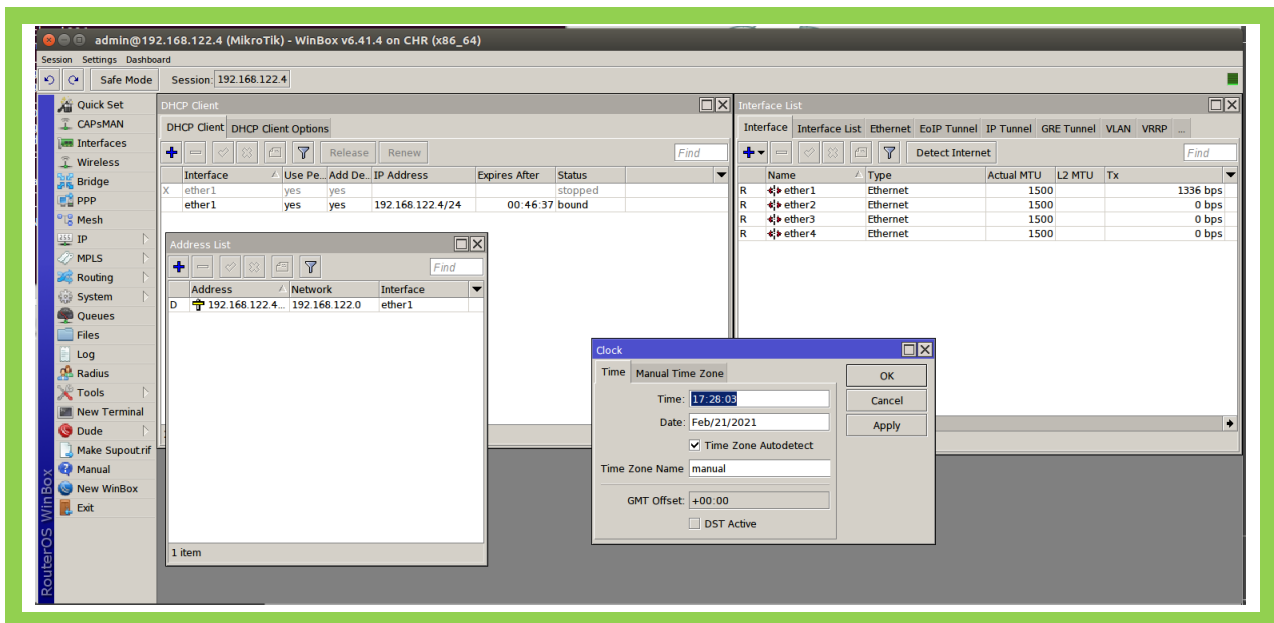 admin@192.168.122.4 (MikroTik) - WinBox v6.41.4 on CHR (x86_64)
Session Settings Dashboard
Safe Mode Session: 192.168.122.4
Quick Set
CAPsMAN
Interfaces
Wireless
Bridge
PPP
Mesh
IP
MPLS
Routing
System
Queues
Files
Log
Radius
Tools
New Terminal
Dude
Make Supout.rif
Manual
New WinBox
Exit
RouterOS WinBox
DHCP Client
DHCP Client DHCP Client Options
Release Renew Find
Interface Use Pe... Add De... IP Address Expires After Status
X ether1 yes yes stopped
ether1 yes yes 192.168.122.4/24 00:46:37 bound
Address List
Find
Address Network Interface
D 192.168.122.4... 192.168.122.0 ether1
1 item
Interface List
Interface Interface List Ethernet EoIP Tunnel IP Tunnel GRE Tunnel VLAN VRRP ...
Detect Internet Find
Name Type Actual MTU L2 MTU Tx
R ether1 Ethernet 1500 1336 bps
R ether2 Ethernet 1500 0 bps
R ether3 Ethernet 1500 0 bps
R ether4 Ethernet 1500 0 bps
Clock
Time Manual Time Zone
Time: 17:28:03
Date: Feb/21/2021
Time Zone Autodetect
Time Zone Name manual
GMT Offset: +00:00
DST Active
OK
Cancel
Apply